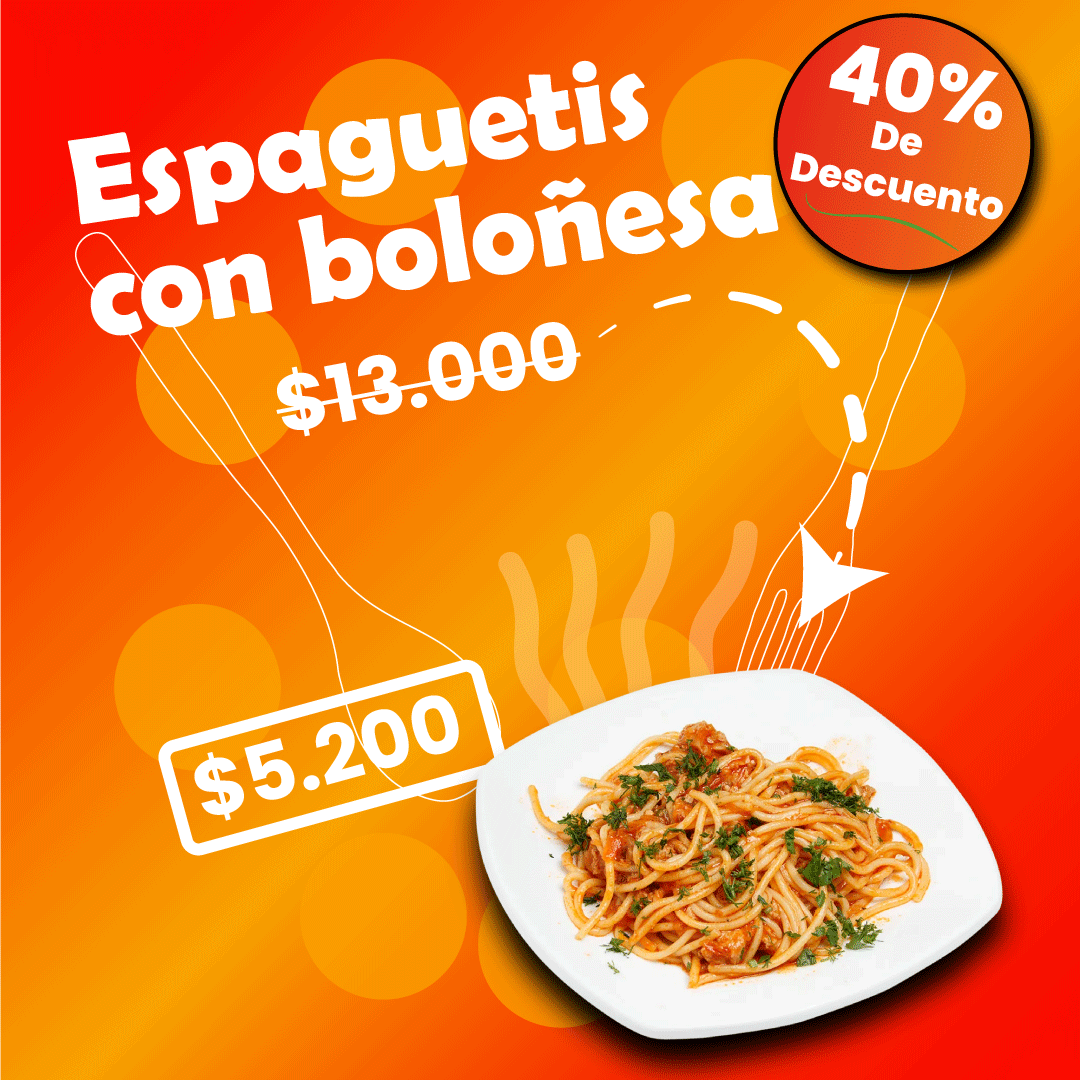 Espaguetis
con boloñesa
$13.000
40%
De
Descuento
$5.200